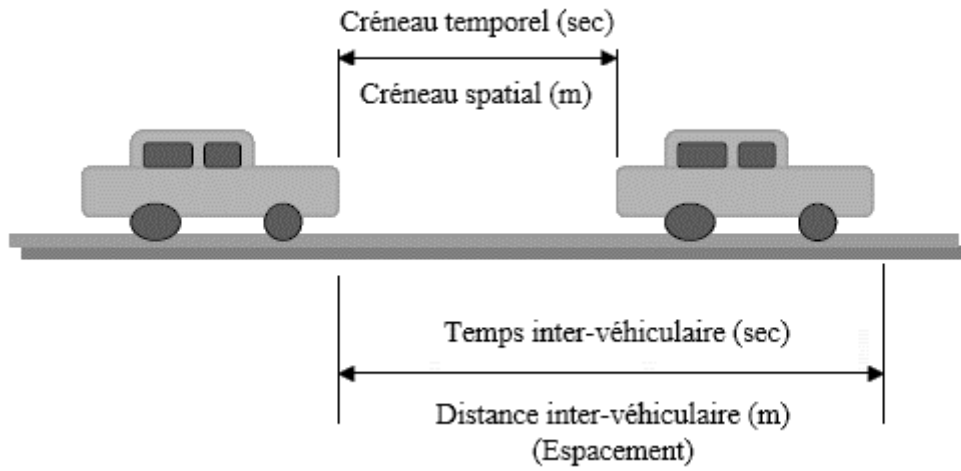 Créneau temporel (sec)
Créneau spatial (m)
Temps inter-véhiculaire (sec)
Distance inter-véhiculaire (m)
(Espacement)